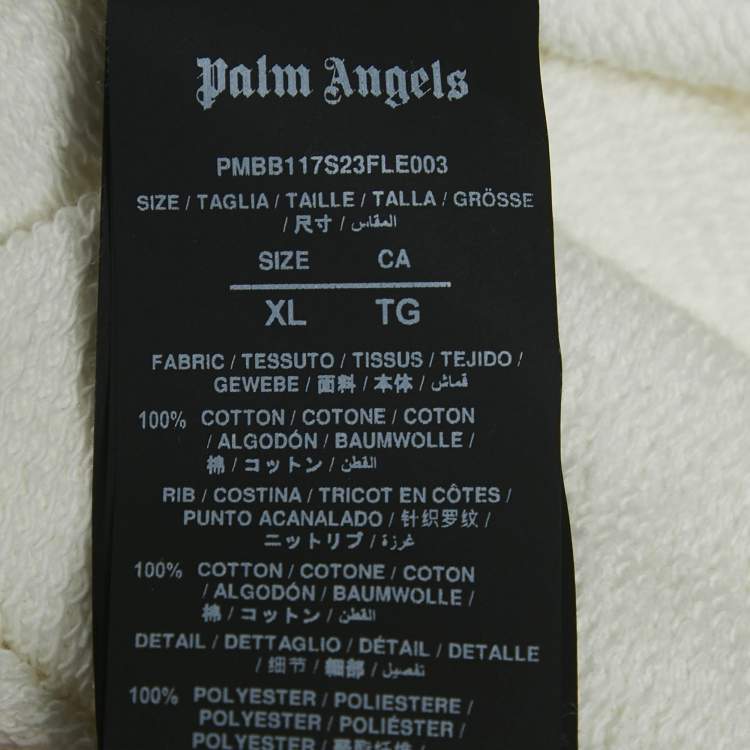 Palm Angels
PMBB117S23FLE003
SIZE / TAGLIA / TAILLE / TALLA / GRÖSSE
/ 尺寸 / المقاس
SIZE CA
XL TG
FABRIC / TESSUTO / TISSUS / TEJIDO /
GEWEBE / 面料 / 本体 / قماش
100% COTTON / COTONE / COTON
/ ALGODÓN / BAUMWOLLE /
棉 / コットン / القطن
RIB / COSTINA / TRICOT EN CÔTES /
PUNTO ACANALADO / 针织罗纹 /
ニットリブ / غرزة
100% COTTON / COTONE / COTON
/ ALGODÓN / BAUMWOLLE /
棉 / コットン / القطن
DETAIL / DETTAGLIO / DÉTAIL / DETALLE
/ 细节 / 細部 / تفصيل
100% POLYESTER / POLIESTERE /
POLYESTER / POLIÉSTER /
POLYESTER /